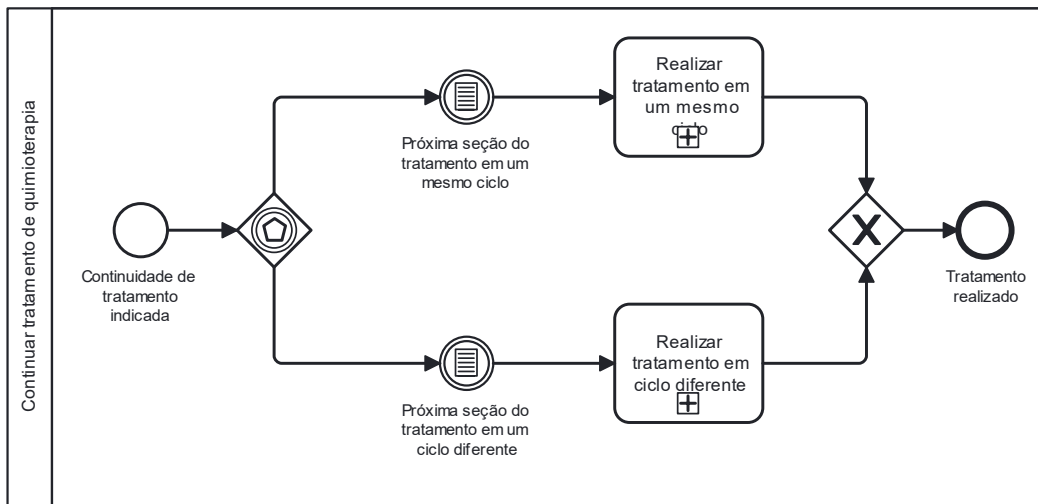 Continuar tratamento de quimioterapia
Continuidade de
tratamento
indicada
Próxima seção do
tratamento em um
mesmo ciclo
Realizar
tratamento em
um mesmo
ciclo
Próxima seção do
tratamento em um
ciclo diferente
Realizar
tratamento em
ciclo diferente
Tratamento
realizado